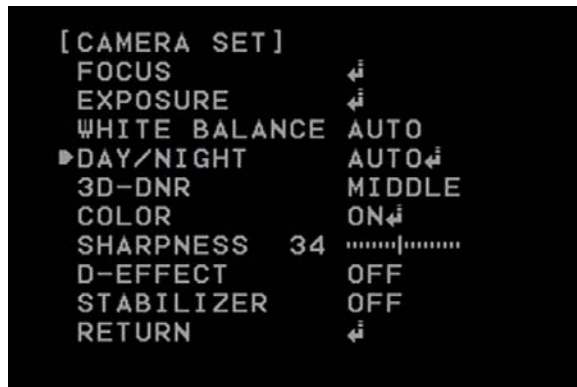 [CAMERA SET]
FOCUS ↲
EXPOSURE ↲
WHITE BALANCE AUTO
DAY/NIGHT AUTO↲
3D-DNR MIDDLE
COLOR ON↲
SHARPNESS 34
D-EFFECT OFF
STABILIZER OFF
RETURN ↲